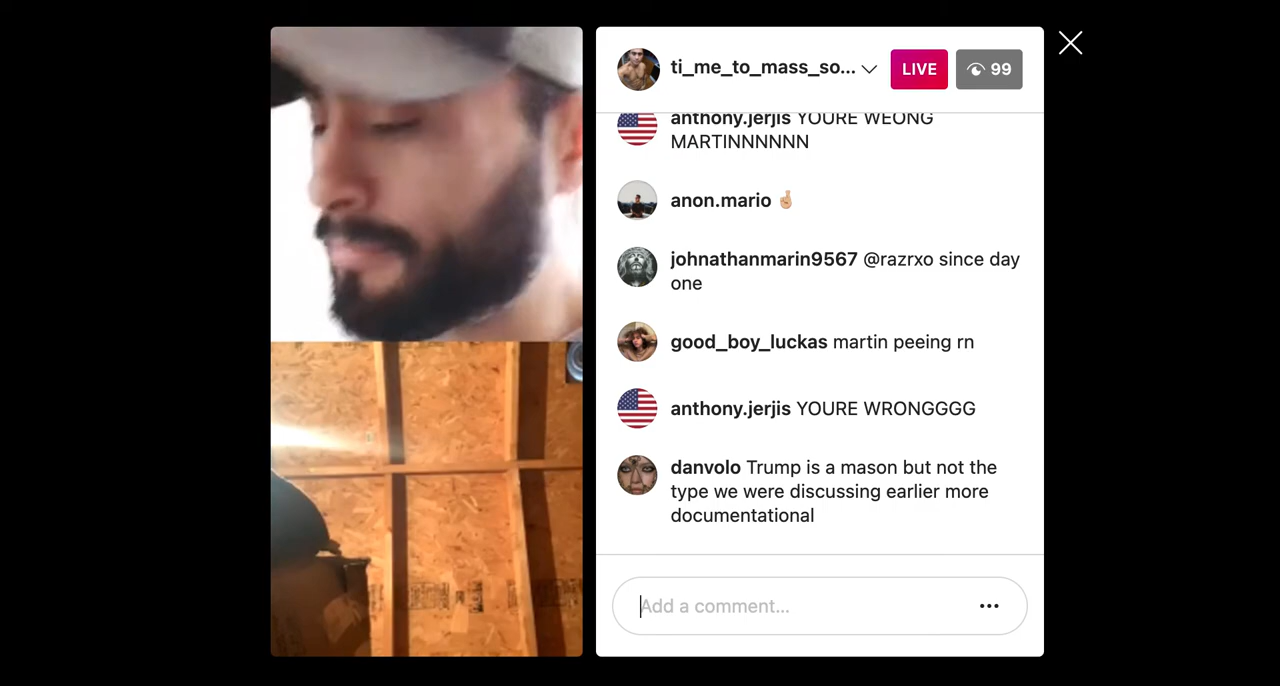 ti_me_to_mass_so...
LIVE
99
anthony.jerjis YOURE WEONG
MARTINNNNNN
anon.mario 🤞🏼
johnathanmarin9567 @razrxo since day
one
good_boy_luckas martin peeing rn
anthony.jerjis YOURE WRONGGGG
danvolo Trump is a mason but not the
type we were discussing earlier more
documentational
Add a comment...